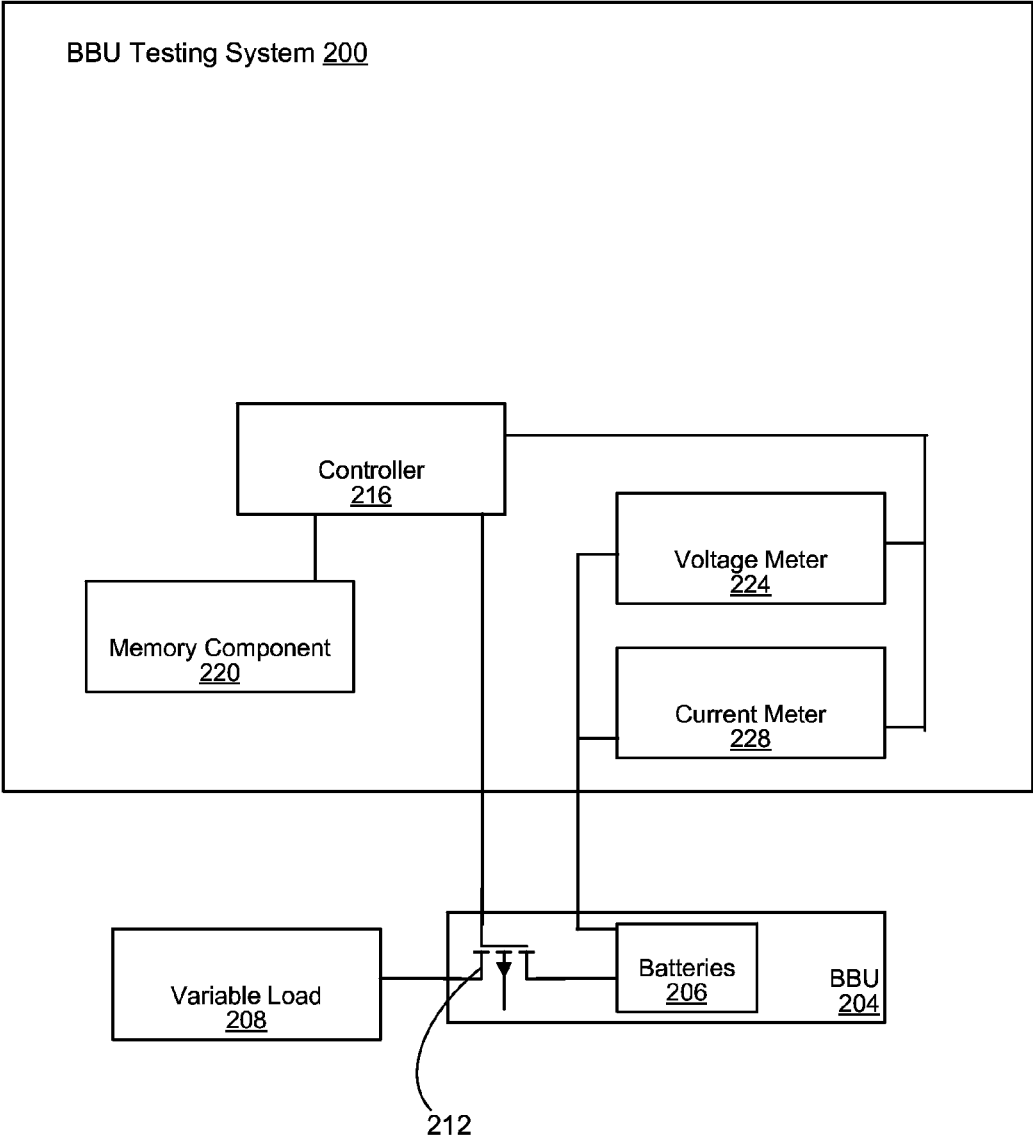 BBU Testing System 200
Controller
216
Voltage Meter
224
Memory Component
220
Current Meter
228
Variable Load
208
Batteries
206
BBU
204
212